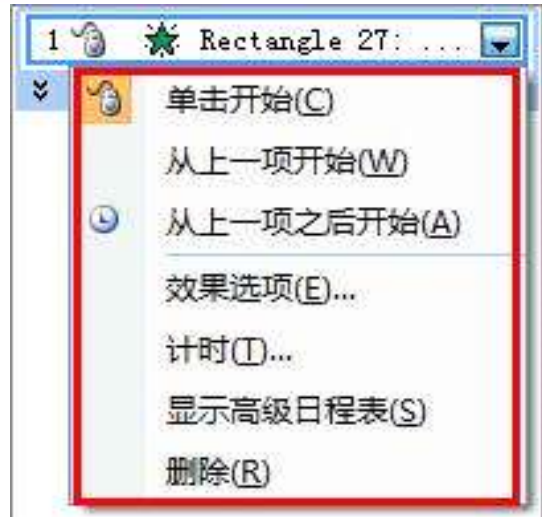 1 Rectangle 27: ...
单击开始(C)
从上一项开始(W)
从上一项之后开始(A)
效果选项(E)...
计时(T)...
显示高级日程表(S)
删除(R)